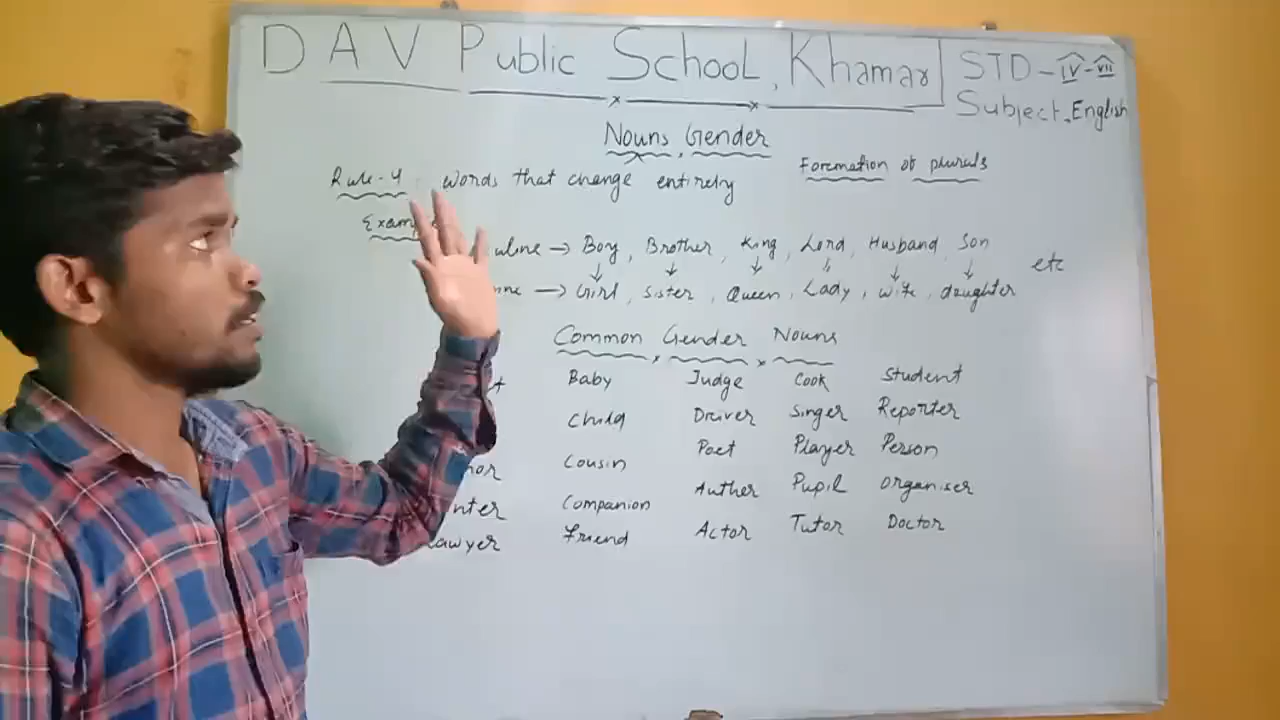 DAV Public School, Khamar STD - IV - VII
Subject, English
Nouns, Gender
Formation of plurals
Rule-4 Words that change entirely
Boy, Brother, King, Lord, Husband, Son
etc
Girl, Sister, Queen, Lady, wife, daughter
Common Gender Nouns
Baby Judge Cook Student
Child Driver Singer Reporter
Poet Player Person
Cousin
Auther Pupil Organiser
Companion
Lawyer Friend Actor Tutor Doctor